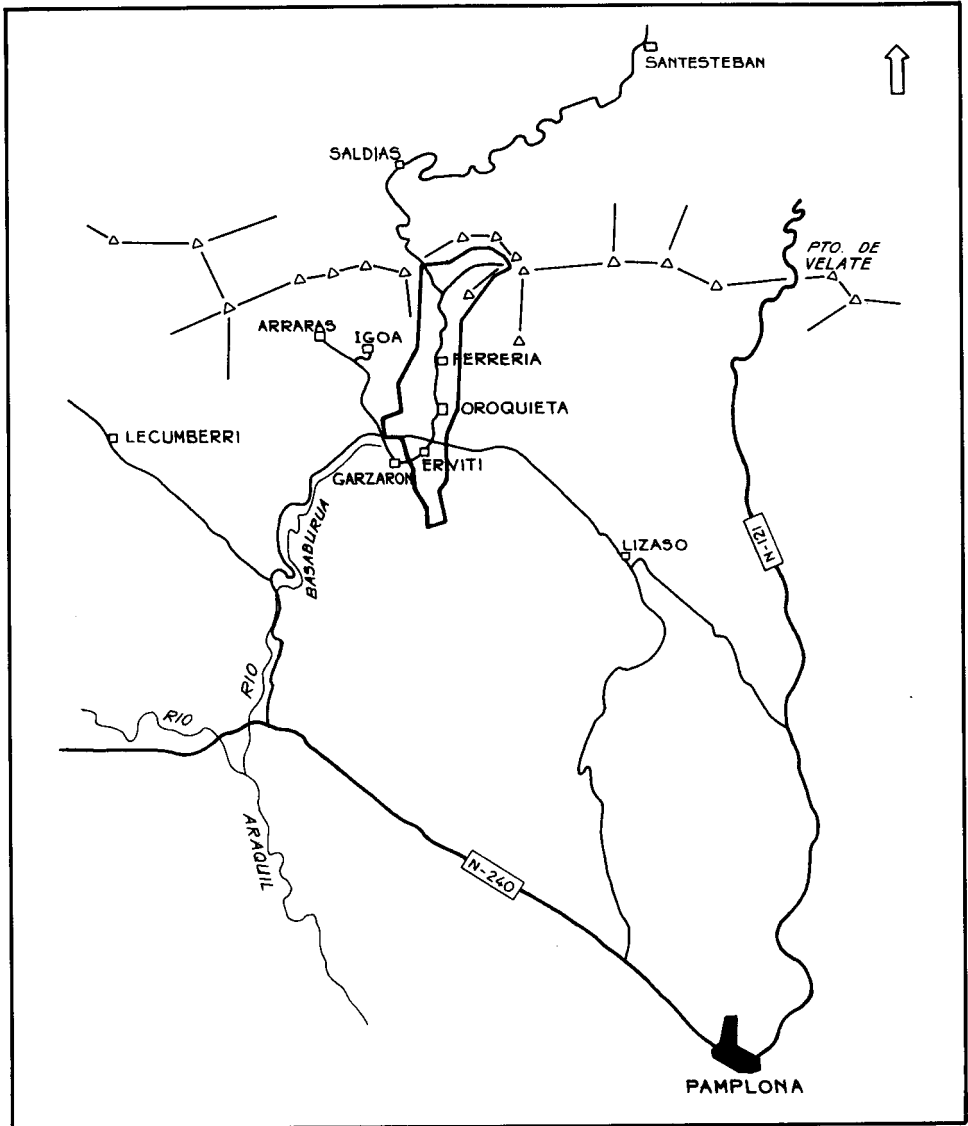 SANTESTEBAN
SALDIAS
PTO. DE
VELATE
ARRARAS
IGOA
FERRERIA
OROQUIETA
LECUMBERRI
ERVITI
GARZARON
BASABURUA
RIO
LIZASO
N-121
RIO
ARAQUIL
N-240
PAMPLONA